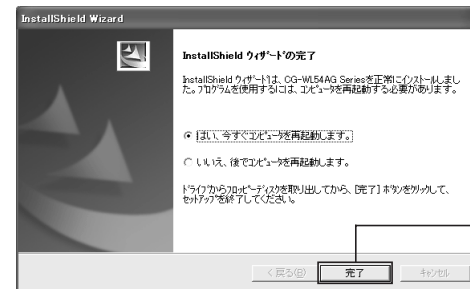 InstallShield Wizard
InstallShield ウィザードの完了
InstallShield ウィザードは、CG-WL54AG Seriesを正常にインストールしまし
た。プログラムを使用するには、コンピュータを再起動する必要があります。
はい、今すぐコンピュータを再起動します。
いいえ、後でコンピュータを再起動します。
ドライブからフロッピーディスクを取り出してから、[完了] ボタンをクリックして、
セットアップを終了してください。
< 戻る(B)
完了
キャンセル